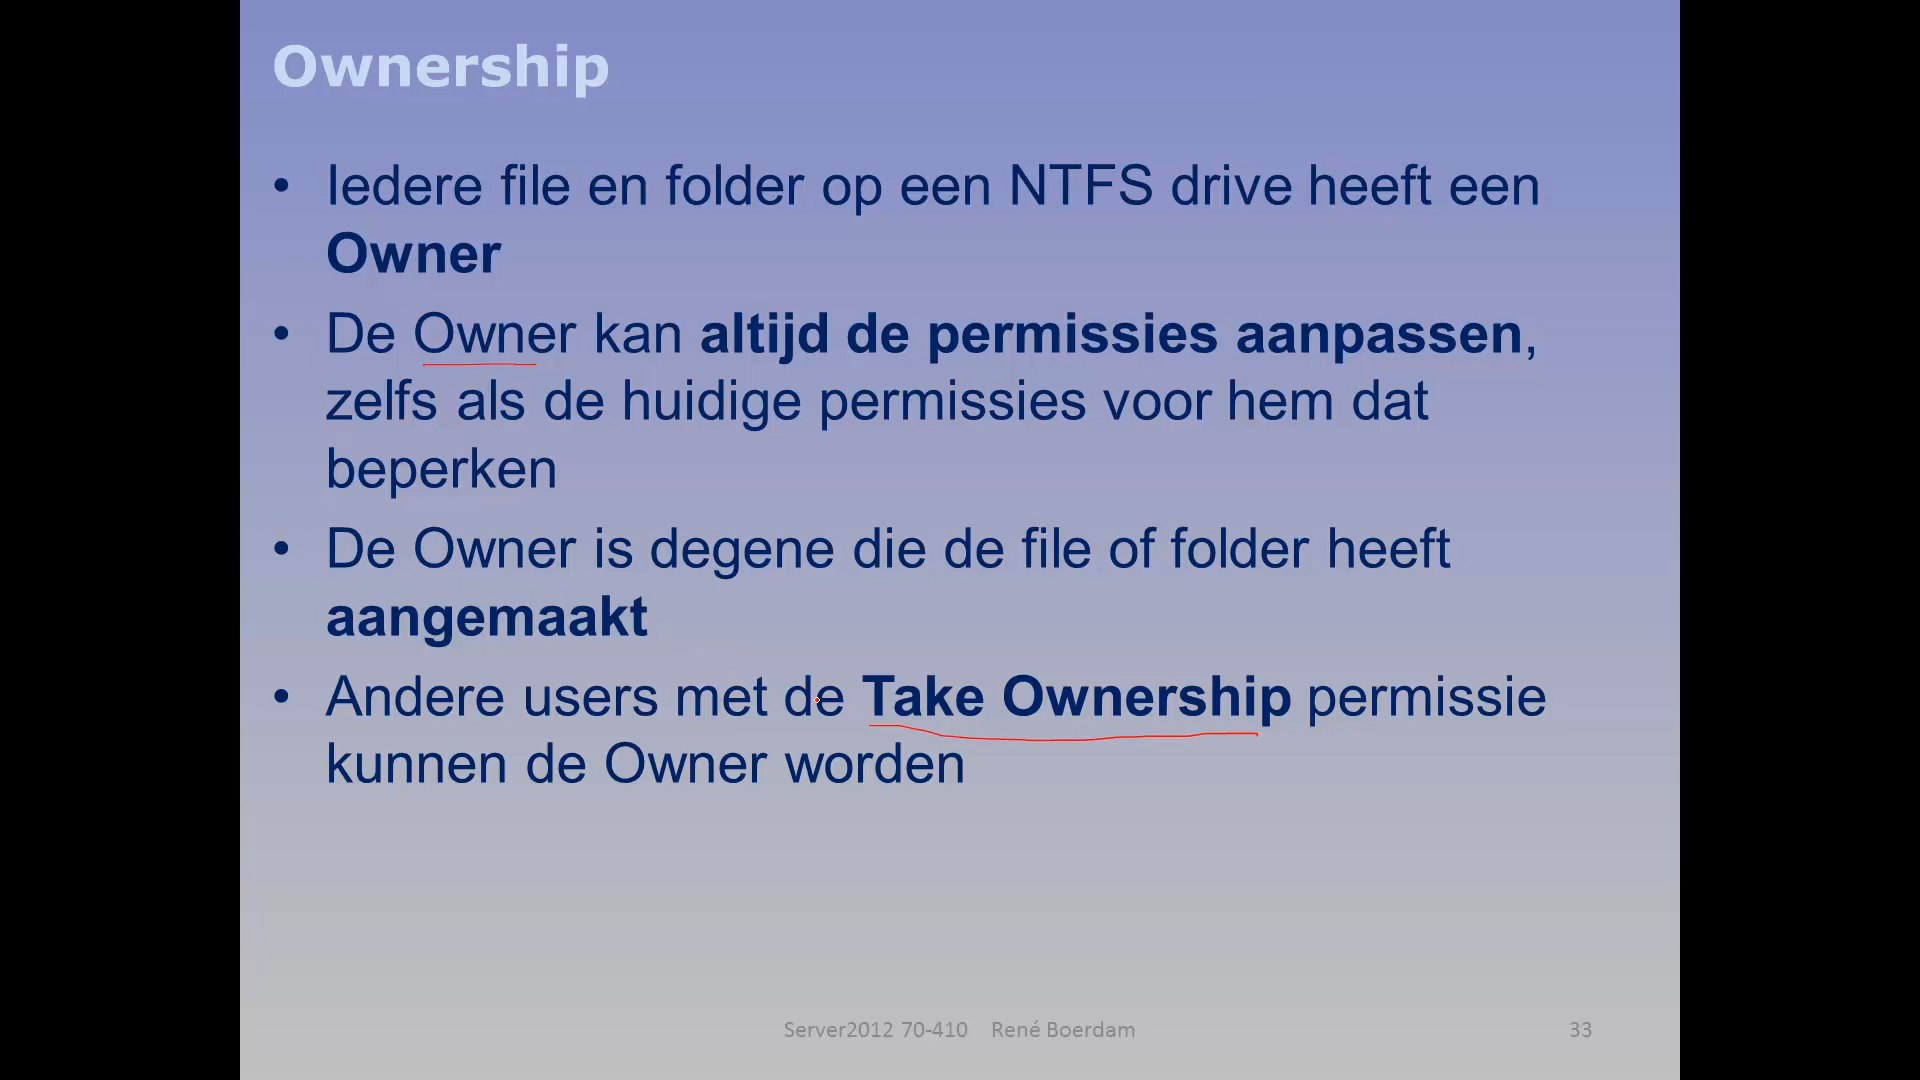 Ownership
• Iedere file en folder op een NTFS drive heeft een
Owner
• De Owner kan altijd de permissies aanpassen,
zelfs als de huidige permissies voor hem dat
beperken
• De Owner is degene die de file of folder heeft
aangemaakt
• Andere users met de Take Ownership permissie
kunnen de Owner worden
Server2012 70-410 René Boerdam 33